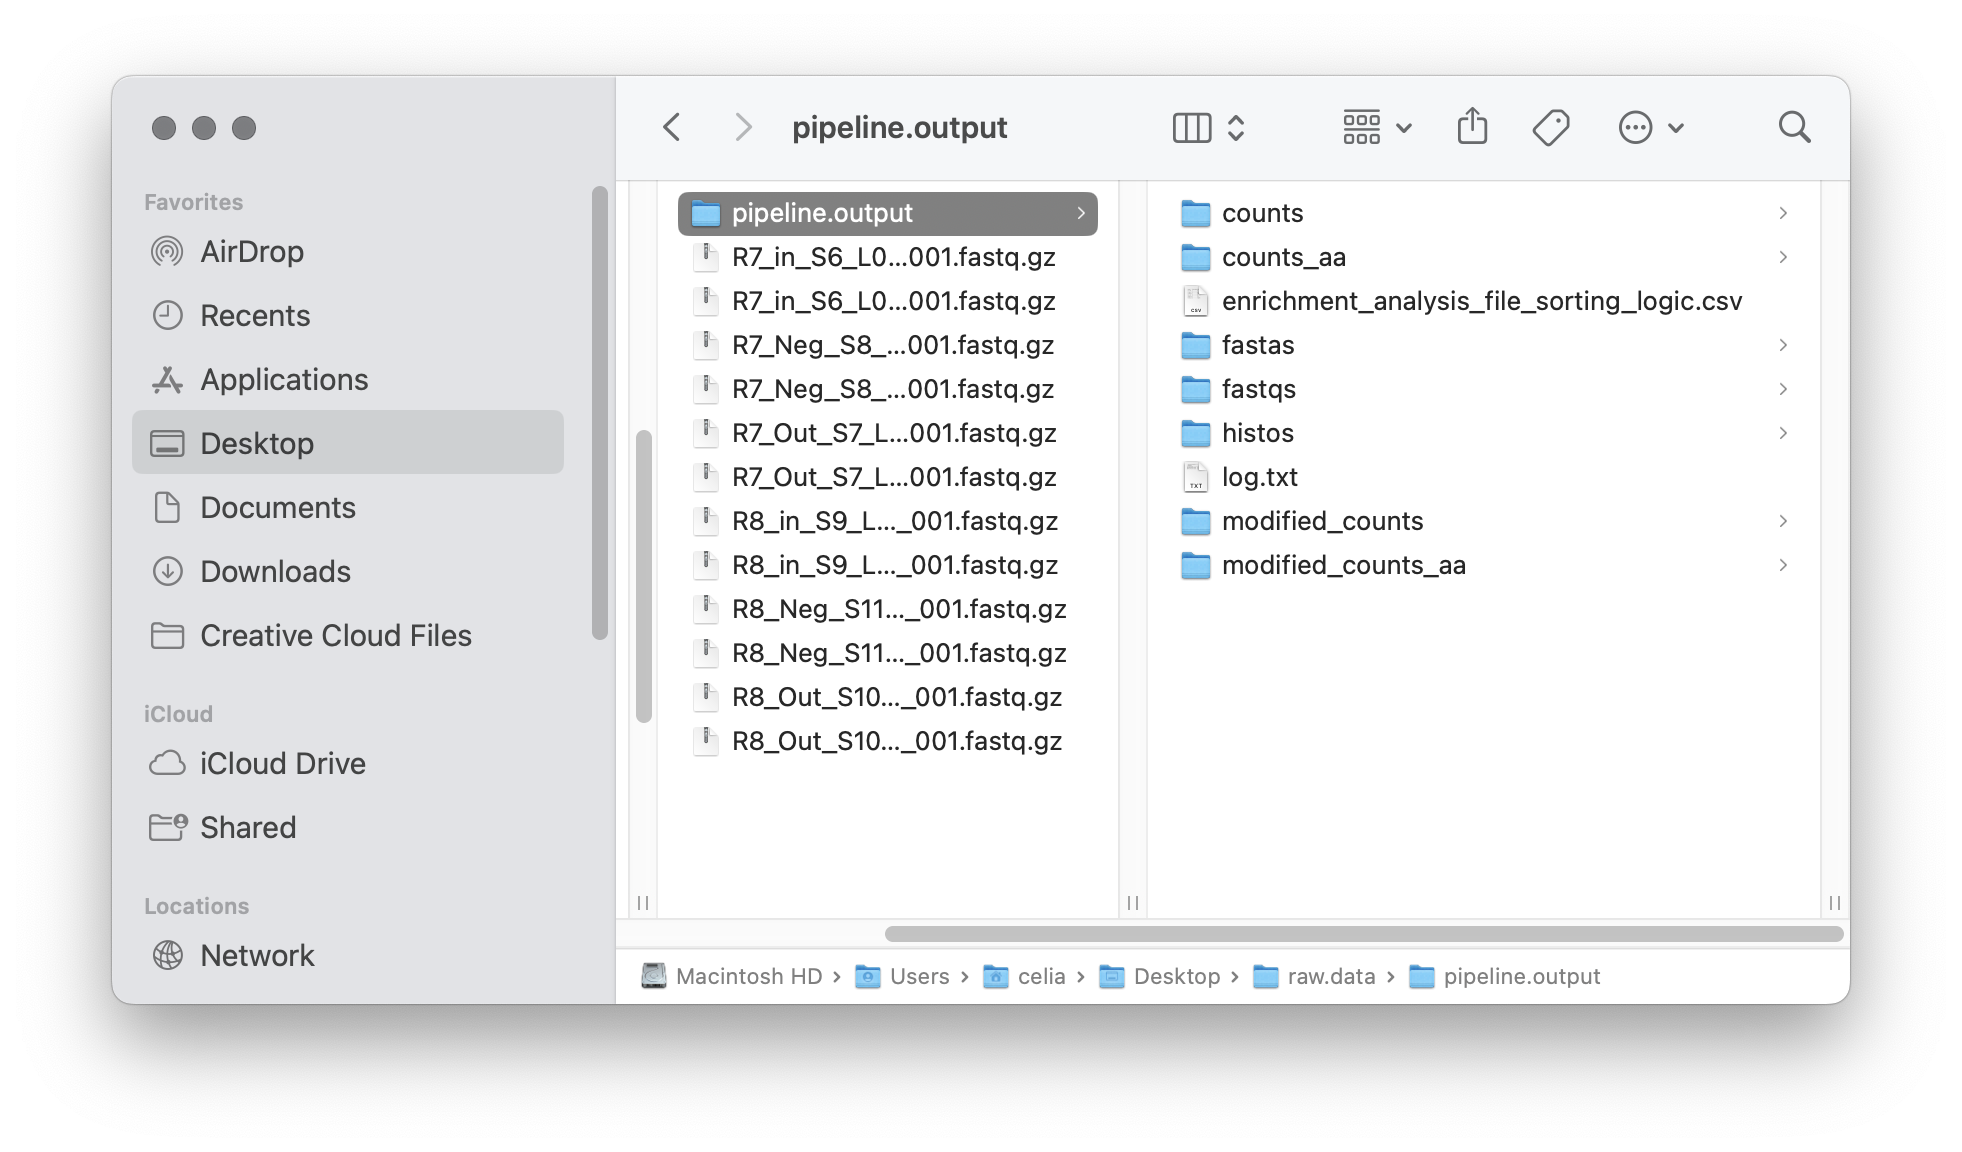 pipeline.output
Favorites
AirDrop
Recents
Applications
Desktop
Documents
Downloads
Creative Cloud Files
iCloud
iCloud Drive
Shared
Locations
Network
pipeline.output
R7_in_S6_L0...001.fastq.gz
R7_in_S6_L0...001.fastq.gz
R7_Neg_S8_...001.fastq.gz
R7_Neg_S8_...001.fastq.gz
R7_Out_S7_L...001.fastq.gz
R7_Out_S7_L...001.fastq.gz
R8_in_S9_L..._001.fastq.gz
R8_in_S9_L..._001.fastq.gz
R8_Neg_S11..._001.fastq.gz
R8_Neg_S11..._001.fastq.gz
R8_Out_S10..._001.fastq.gz
R8_Out_S10..._001.fastq.gz
counts
counts_aa
enrichment_analysis_file_sorting_logic.csv
fastas
fastqs
histos
log.txt
modified_counts
modified_counts_aa
Macintosh HD › Users › celia › Desktop › raw.data › pipeline.output